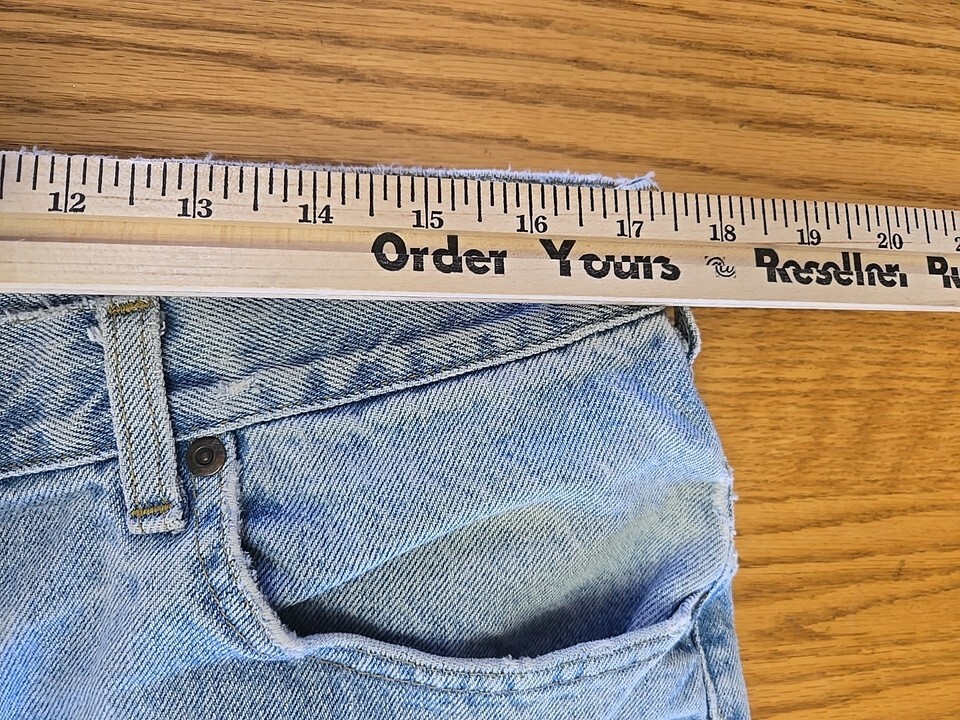 12 13 14 15 16 17 18 19 20
Order Yours Reseller